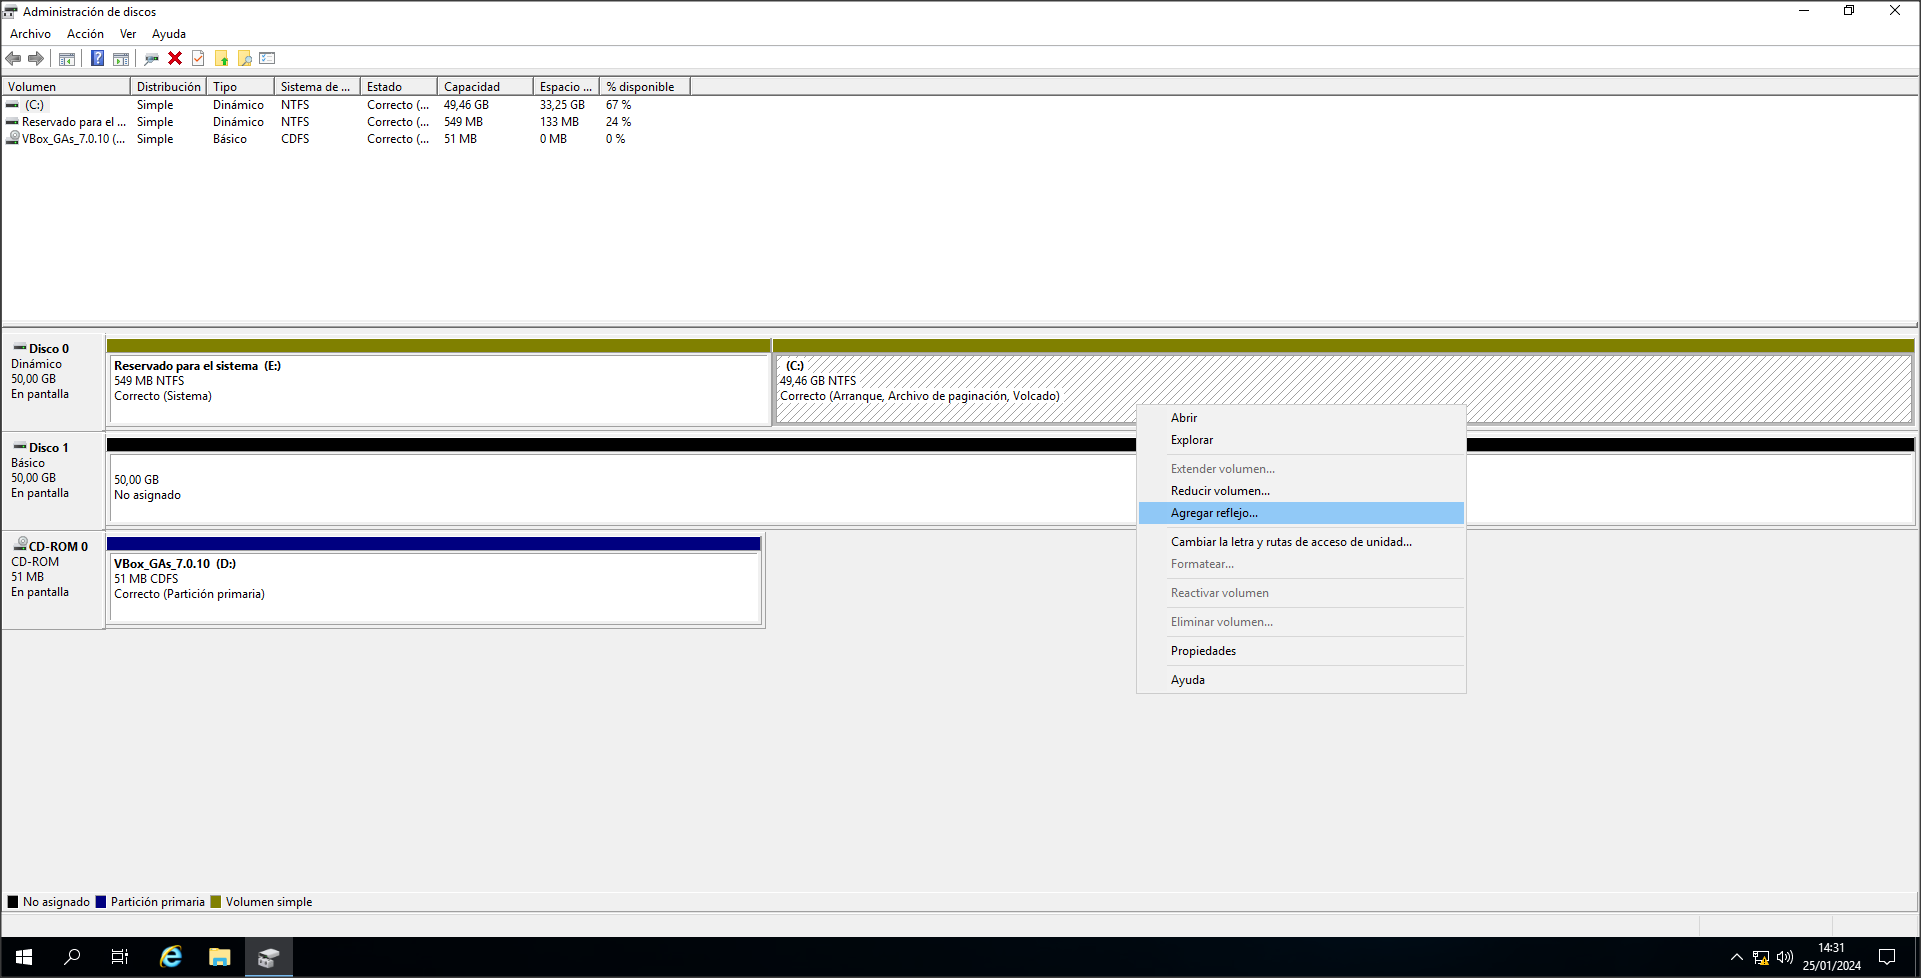 Administración de discos
Archivo Acción Ver Ayuda
Volumen Distribución Tipo Sistema de ... Estado Capacidad Espacio ... % disponible
(C:) Simple Dinámico NTFS Correcto (... 49,46 GB 33,25 GB 67 %
Reservado para el ... Simple Dinámico NTFS Correcto (... 549 MB 133 MB 24 %
VBox_GAs_7.0.10 (... Simple Básico CDFS Correcto (... 51 MB 0 MB 0 %
Disco 0
Dinámico
50,00 GB
En pantalla
Reservado para el sistema (E:)
549 MB NTFS
Correcto (Sistema)
(C:)
49,46 GB NTFS
Correcto (Arranque, Archivo de paginación, Volcado)
Disco 1
Básico
50,00 GB
En pantalla
50,00 GB
No asignado
CD-ROM 0
CD-ROM
51 MB
En pantalla
VBox_GAs_7.0.10 (D:)
51 MB CDFS
Correcto (Partición primaria)
Abrir
Explorar
Extender volumen...
Reducir volumen...
Agregar reflejo...
Cambiar la letra y rutas de acceso de unidad...
Formatear...
Reactivar volumen
Eliminar volumen...
Propiedades
Ayuda
No asignado Partición primaria Volumen simple
14:31
25/01/2024